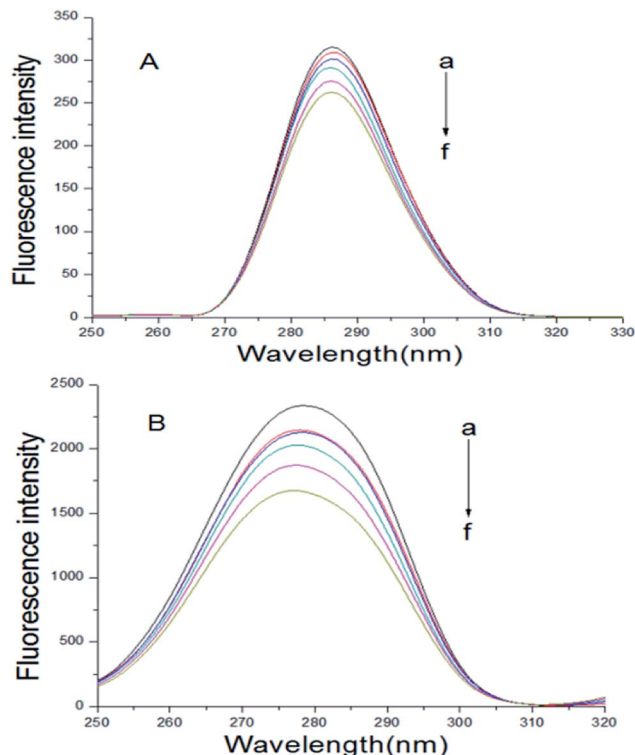 350
300
250
200
150
100
50
0
Fluorescence intensity
A
a
f
250 260 270 280 290 300 310 320 330
Wavelength(nm)
2500
2000
1500
1000
500
0
Fluorescence intensity
B
a
f
250 260 270 280 290 300 310 320
Wavelength(nm)